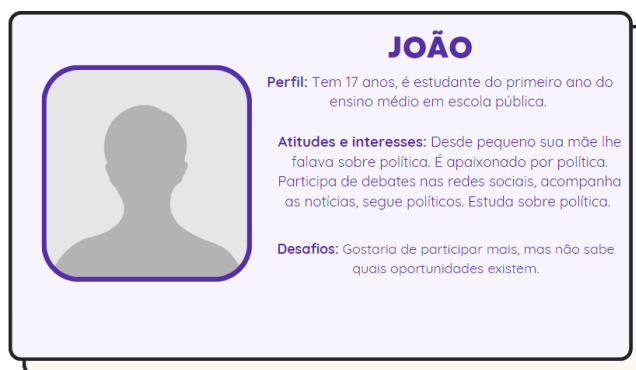 JOÃO
Perfil: Tem 17 anos, é estudante do primeiro ano do
ensino médio em escola pública.
Atitudes e interesses: Desde pequeno sua mãe lhe
falava sobre política. É apaixonado por política.
Participa de debates nas redes sociais, acompanha
as notícias, segue políticos. Estuda sobre política.
Desafios: Gostaria de participar mais, mas não sabe
quais oportunidades existem.